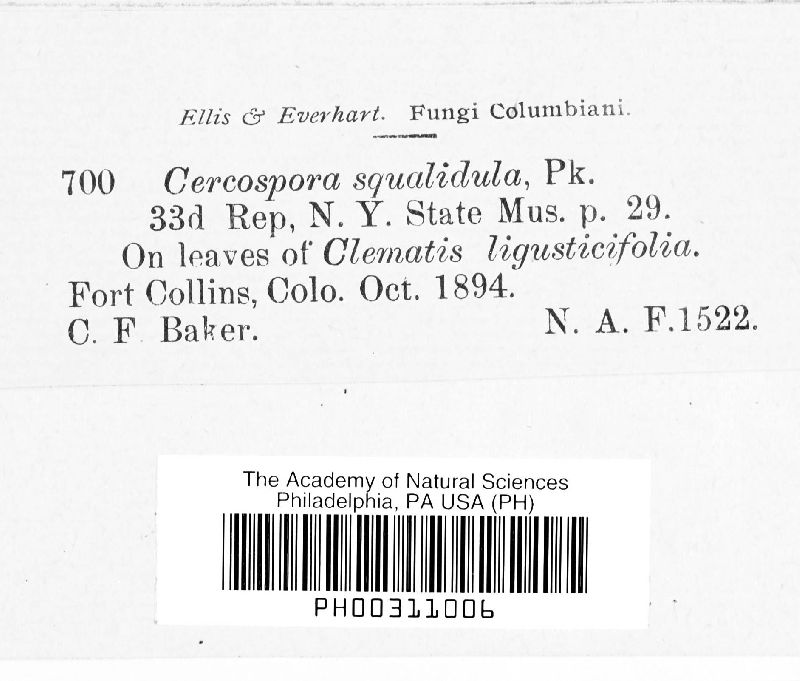 Ellis & Everhart. Fungi Columbiani.
700 Cercospora squalidula, Pk.
33d Rep, N. Y. State Mus. p. 29.
On leaves of Clematis ligusticifolia.
Fort Collins, Colo. Oct. 1894.
C. F Baker. N. A. F. 1522.
The Academy of Natural Sciences
Philadelphia, PA USA (PH)
PH00311006